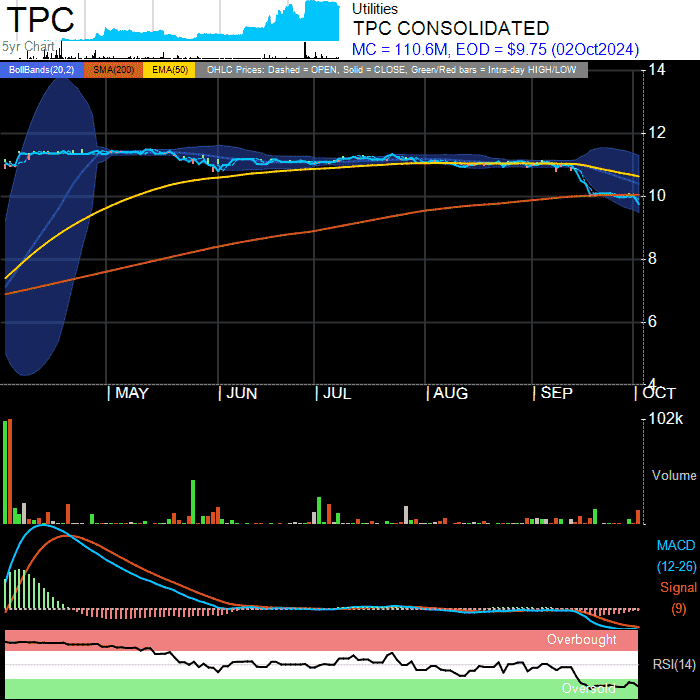 TPC
5yr Chart
Utilities
TPC CONSOLIDATED
MC = 110.6M, EOD = $9.75 (02Oct2024)
BollBands(20,2) SMA(200) EMA(50) OHLC Prices: Dashed = OPEN, Solid = CLOSE, Green/Red bars = Intra-day HIGH/LOW
14
12
10
8
6
4
MAY JUN JUL AUG SEP OCT
102k
Volume
MACD
(12-26)
Signal
(9)
Overbought
RSI(14)
Oversold